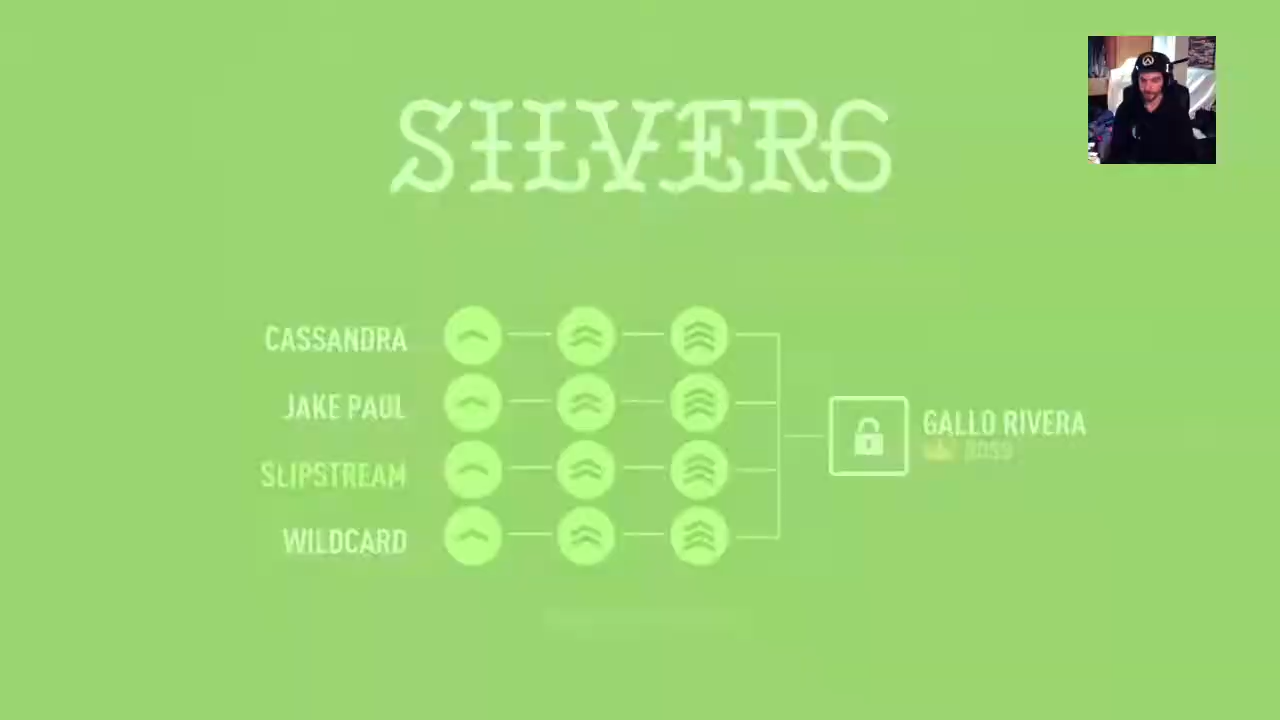 SILVER6
CASSANDRA
JAKE PAUL
SLIPSTREAM
WILDCARD
GALLO RIVERA
BOSS